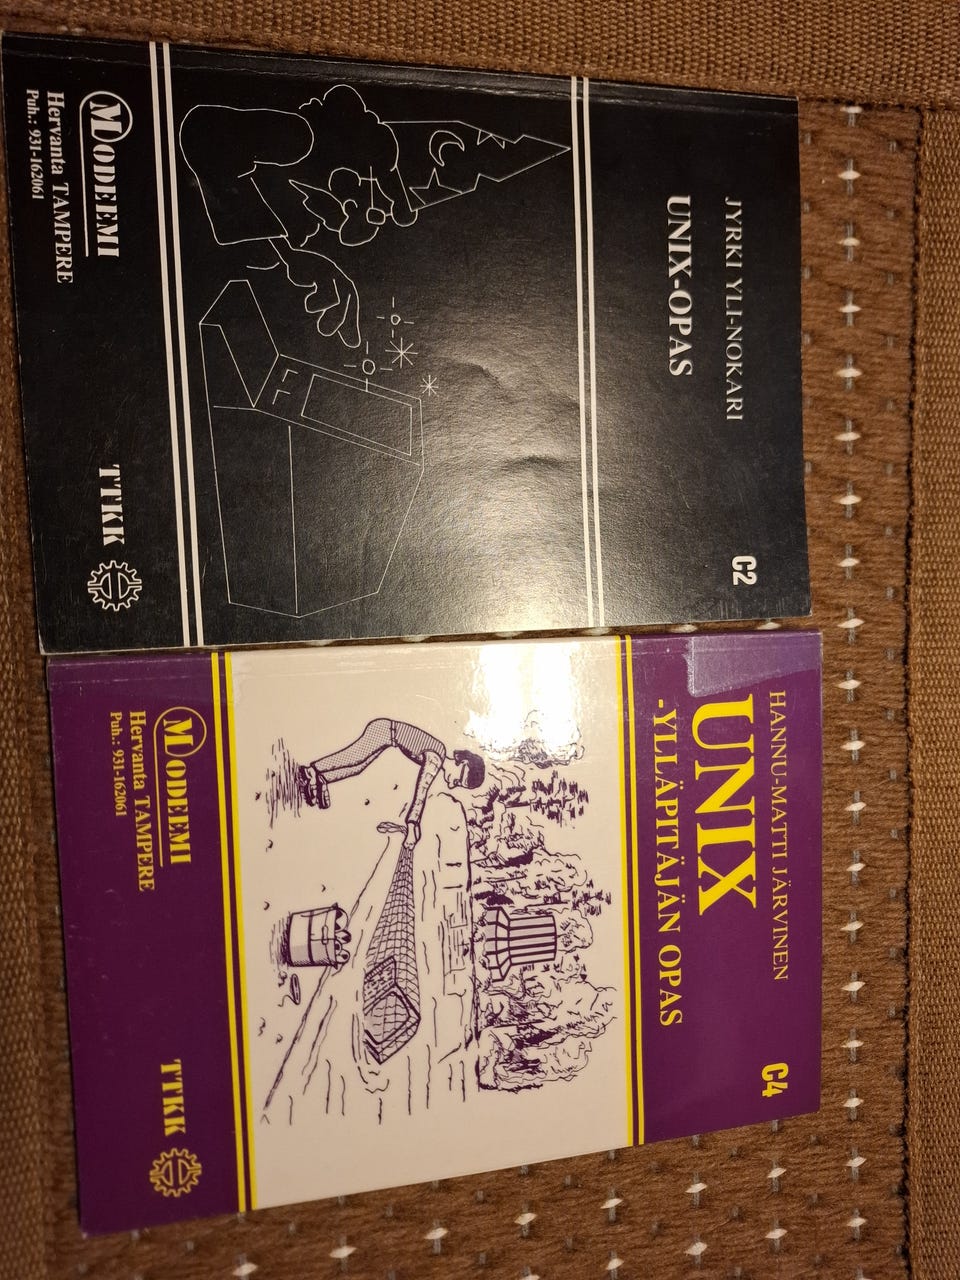 JYRKI YLI-NOKARI
UNIX-OPAS
C2
MODEEMI
Hervanta TAMPERE
Puh.: 931-162061
TTKK
HANNU-MATTI JÄRVINEN
UNIX
-YLLÄPITÄJÄN OPAS
C4
MODEEMI
Hervanta TAMPERE
Puh.: 931-162061
TTKK